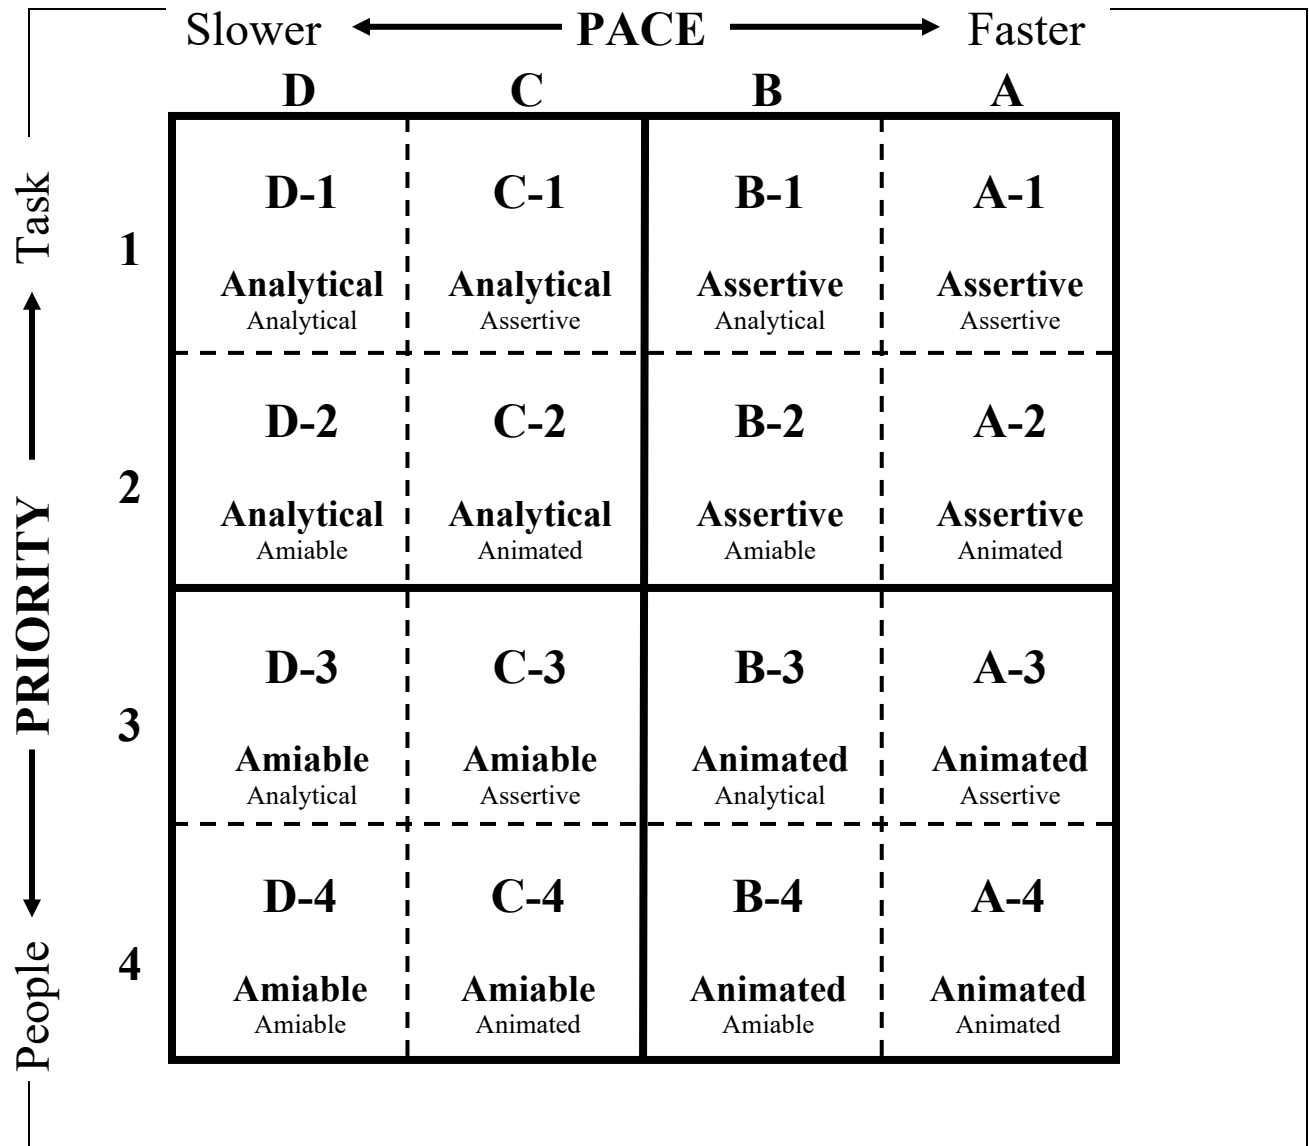 Slower PACE Faster
D C B A
Task
PRIORITY
People
1
D-1 C-1 B-1 A-1
Analytical Analytical Assertive Assertive
Analytical Assertive Analytical Assertive
2
D-2 C-2 B-2 A-2
Analytical Analytical Assertive Assertive
Amiable Animated Amiable Animated
3
D-3 C-3 B-3 A-3
Amiable Amiable Animated Animated
Analytical Assertive Analytical Assertive
4
D-4 C-4 B-4 A-4
Amiable Amiable Animated Animated
Amiable Animated Amiable Animated